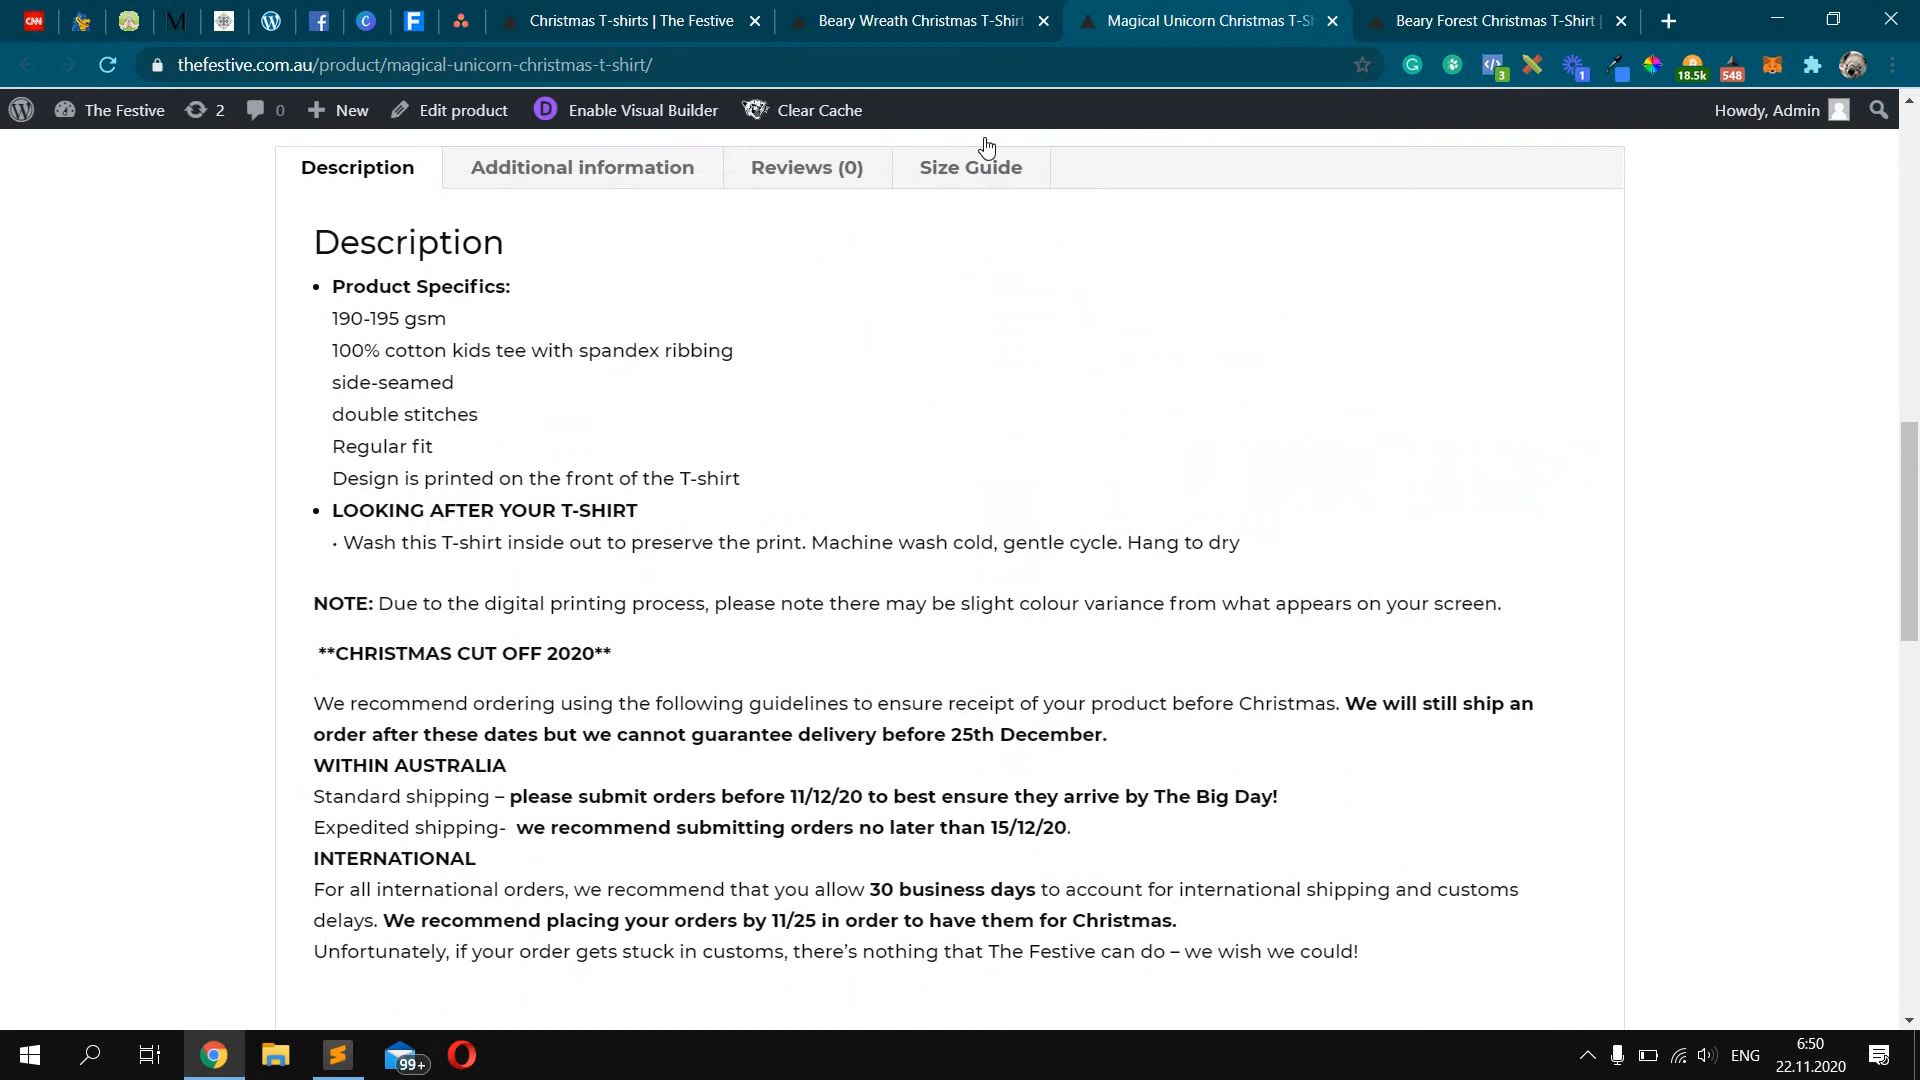 CNN
Christmas T-shirts | The Festive
Beary Wreath Christmas T-Shirt
Magical Unicorn Christmas T-S
Beary Forest Christmas T-Shirt |
thefestive.com.au/product/magical-unicorn-christmas-t-shirt/
3
1
18.5k
548
The Festive
2
0
New
Edit product
D
Enable Visual Builder
Clear Cache
Howdy, Admin
Description
Additional information
Reviews (0)
Size Guide
Description
• Product Specifics:
190-195 gsm
100% cotton kids tee with spandex ribbing
side-seamed
double stitches
Regular fit
Design is printed on the front of the T-shirt
• LOOKING AFTER YOUR T-SHIRT
· Wash this T-shirt inside out to preserve the print. Machine wash cold, gentle cycle. Hang to dry
NOTE: Due to the digital printing process, please note there may be slight colour variance from what appears on your screen.
**CHRISTMAS CUT OFF 2020**
We recommend ordering using the following guidelines to ensure receipt of your product before Christmas. We will still ship an
order after these dates but we cannot guarantee delivery before 25th December.
WITHIN AUSTRALIA
Standard shipping – please submit orders before 11/12/20 to best ensure they arrive by The Big Day!
Expedited shipping-  we recommend submitting orders no later than 15/12/20.
INTERNATIONAL
For all international orders, we recommend that you allow 30 business days to account for international shipping and customs
delays. We recommend placing your orders by 11/25 in order to have them for Christmas.
Unfortunately, if your order gets stuck in customs, there's nothing that The Festive can do – we wish we could!
99+
ENG
6:50
22.11.2020